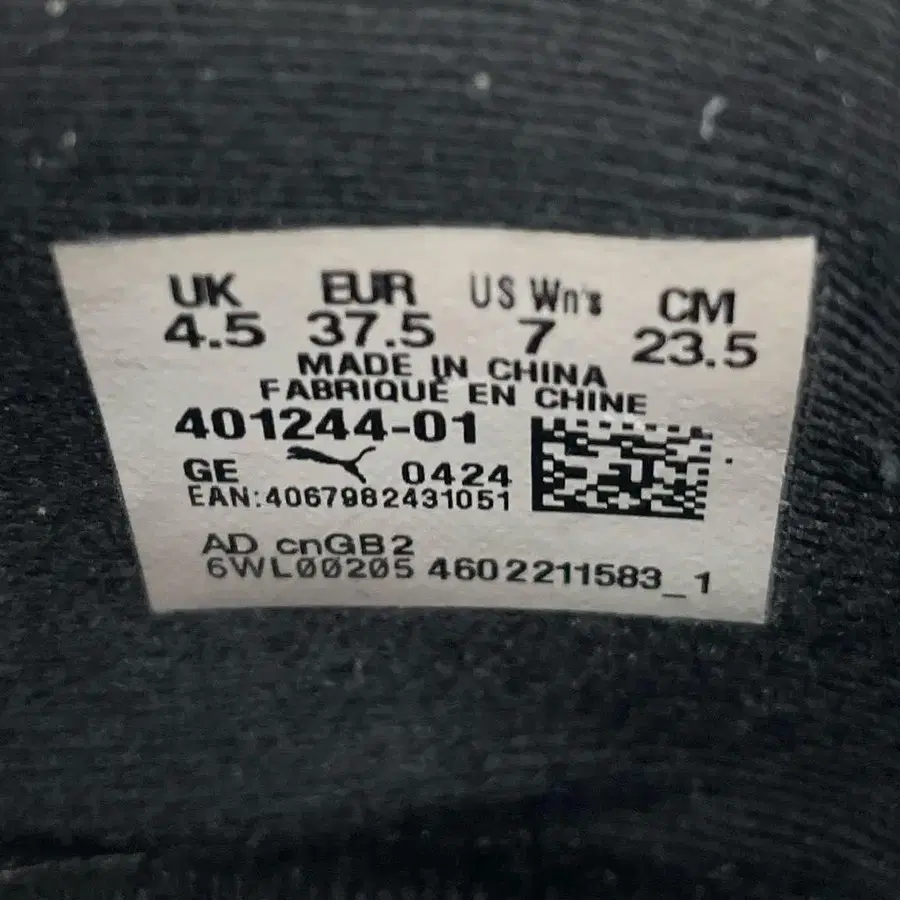 UK EUR US Wn's CM
4.5 37.5 7 23.5
MADE IN CHINA
FABRIQUÉ EN CHINE
401244-01
GE 0424
EAN:4067982431051
AD cnGB2
6WL00205 4602211583_1